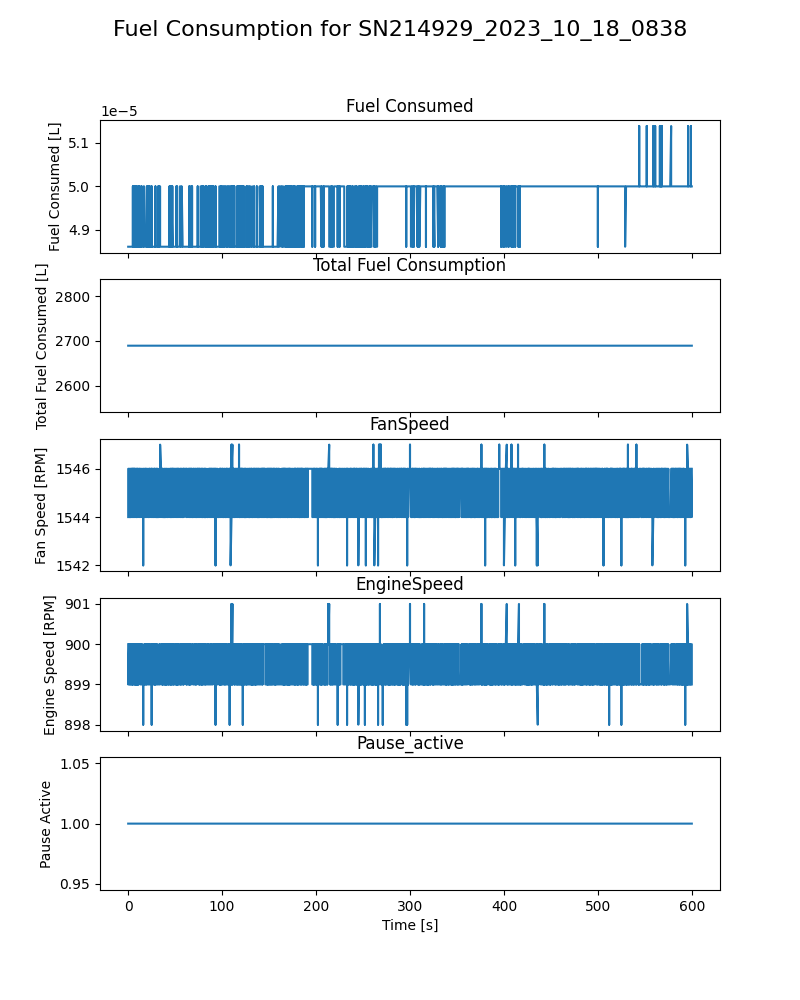 Fuel Consumption for SN214929_2023_10_18_0838
1e−5
Fuel Consumed
Fuel Consumed [L]
5.1
5.0
4.9
Total Fuel Consumption
Total Fuel Consumed [L]
2800
2700
2600
FanSpeed
Fan Speed [RPM]
1546
1544
1542
EngineSpeed
Engine Speed [RPM]
901
900
899
898
Pause_active
Pause Active
1.05
1.00
0.95
0 100 200 300 400 500 600
Time [s]